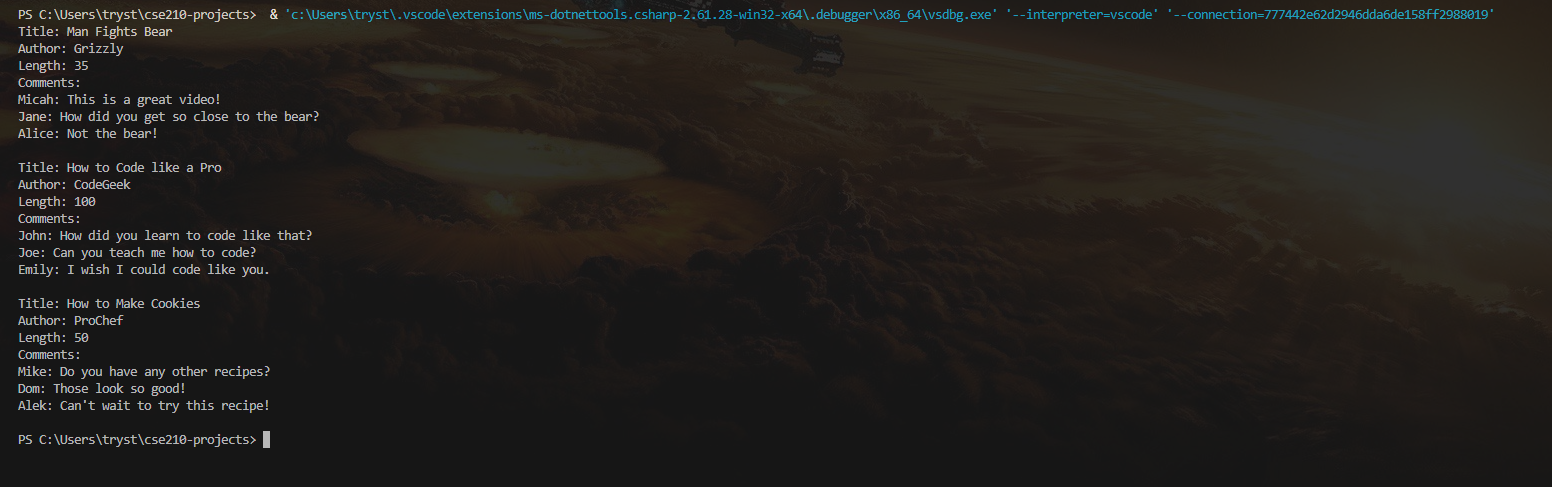 PS C:\Users\tryst\cse210-projects>  & 'c:\Users\tryst\.vscode\extensions\ms-dotnettools.csharp-2.61.28-win32-x64\.debugger\x86_64\vsdbg.exe' '--interpreter=vscode' '--connection=777442e62d2946dda6de158ff2988019'
Title: Man Fights Bear
Author: Grizzly
Length: 35
Comments:
Micah: This is a great video!
Jane: How did you get so close to the bear?
Alice: Not the bear!

Title: How to Code like a Pro
Author: CodeGeek
Length: 100
Comments:
John: How did you learn to code like that?
Joe: Can you teach me how to code?
Emily: I wish I could code like you.

Title: How to Make Cookies
Author: ProChef
Length: 50
Comments:
Mike: Do you have any other recipes?
Dom: Those look so good!
Alek: Can't wait to try this recipe!

PS C:\Users\tryst\cse210-projects>